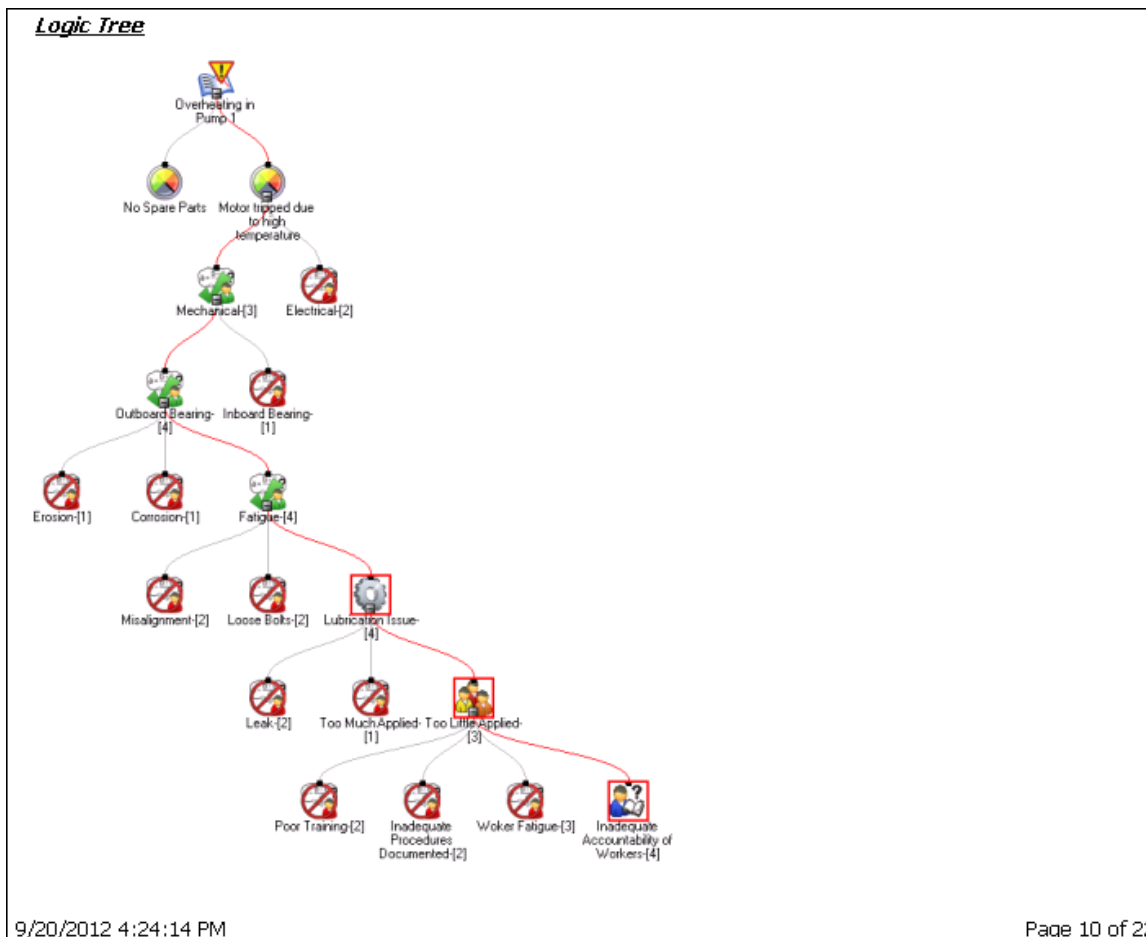 Logic Tree
Overheating in
Pump 1
No Spare Parts
Motor tripped due
to high
temperature
Mechanical-[3]
Electrical-[2]
Outboard Bearing-
[4]
Inboard Bearing-
[1]
Erosion-[1]
Corrosion-[1]
Fatigue-[4]
Misalignment-[2]
Loose Bolts-[2]
Lubrication Issue-
[4]
Leak-[2]
Too Much Applied-
[1]
Too Little Applied-
[3]
Poor Training-[2]
Inadequate
Procedures
Documented-[2]
Woker Fatigue-[3]
Inadequate
Accountability of
Workers-[4]
9/20/2012 4:24:14 PM
Page 10 of